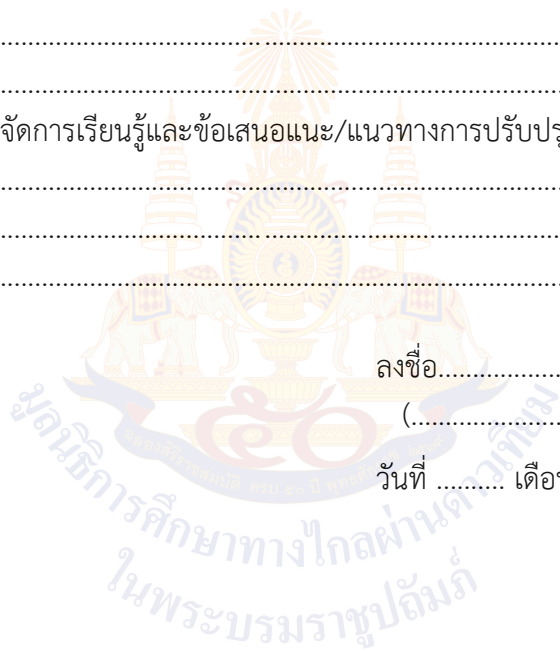 ..........................................................................................
..........................................................................................
จัดการเรียนรู้และข้อเสนอแนะ/แนวทางการปรับปรุ
..........................................................................................
..........................................................................................
..........................................................................................
ลงชื่อ....................
(.........................
วันที่ .......... เดือน
มูลนิธิการศึกษาทางไกลผ่านดาวเทียม
ในพระบรมราชูปถัมภ์